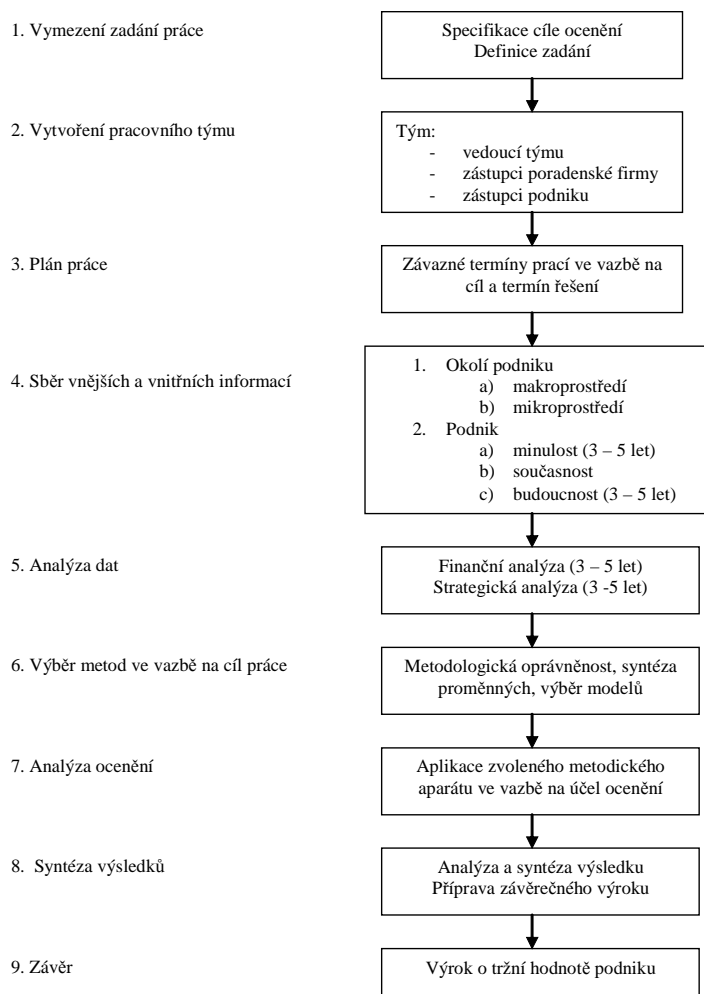 1. Vymezení zadání práce
Specifikace cíle ocenění
Definice zadání
2. Vytvoření pracovního týmu
Tým:
- vedoucí týmu
- zástupci poradenské firmy
- zástupci podniku
3. Plán práce
Závazné termíny prací ve vazbě na
cíl a termín řešení
4. Sběr vnějších a vnitřních informací
1. Okolí podniku
a) makroprostředí
b) mikroprostředí
2. Podnik
a) minulost (3 – 5 let)
b) současnost
c) budoucnost (3 – 5 let)
5. Analýza dat
Finanční analýza (3 – 5 let)
Strategická analýza (3 -5 let)
6. Výběr metod ve vazbě na cíl práce
Metodologická oprávněnost, syntéza
proměnných, výběr modelů
7. Analýza ocenění
Aplikace zvoleného metodického
aparátu ve vazbě na účel ocenění
8. Syntéza výsledků
Analýza a syntéza výsledku
Příprava závěrečného výroku
9. Závěr
Výrok o tržní hodnotě podniku